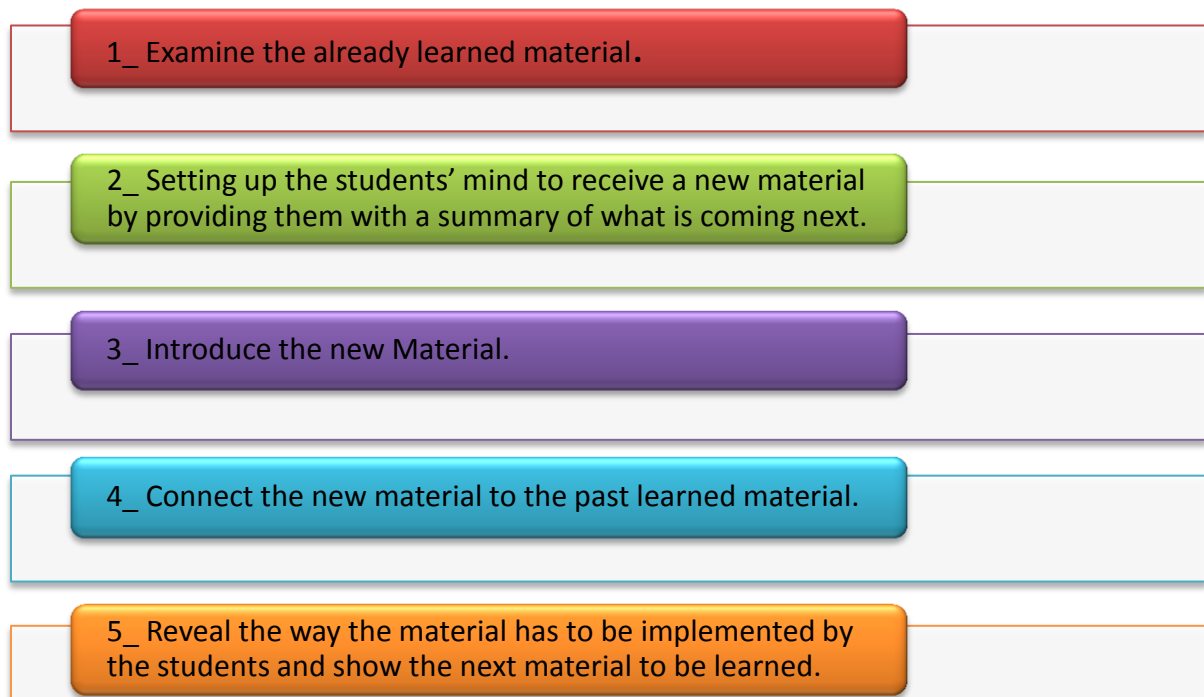 1_ Examine the already learned material.
2_ Setting up the students’ mind to receive a new material
by providing them with a summary of what is coming next.
3_ Introduce the new Material.
4_ Connect the new material to the past learned material.
5_ Reveal the way the material has to be implemented by
the students and show the next material to be learned.